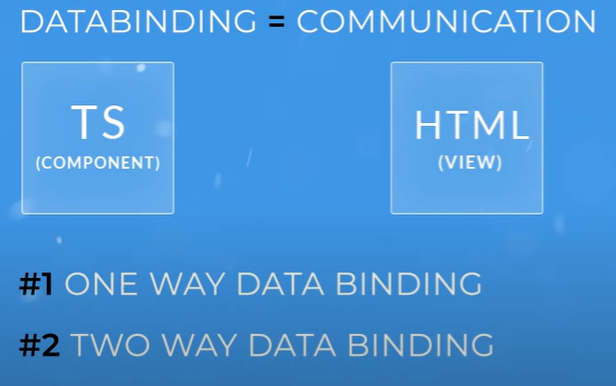 DATABINDING = COMMUNICATION
TS
(COMPONENT)
HTML
(VIEW)
#1 ONE WAY DATA BINDING
#2 TWO WAY DATA BINDING